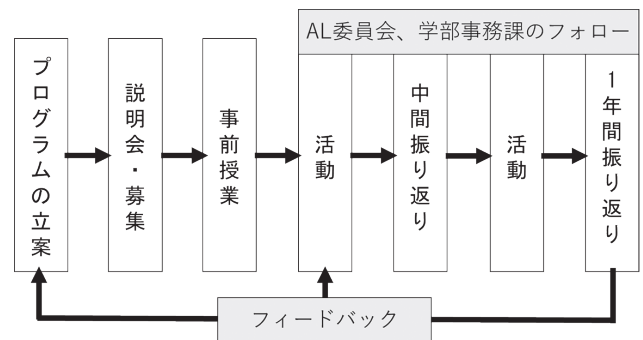 AL委員会、学部事務課のフォロー
プログラムの立案
説明会・募集
事前授業
活動
中間振り返り
活動
1年間振り返り
フィードバック